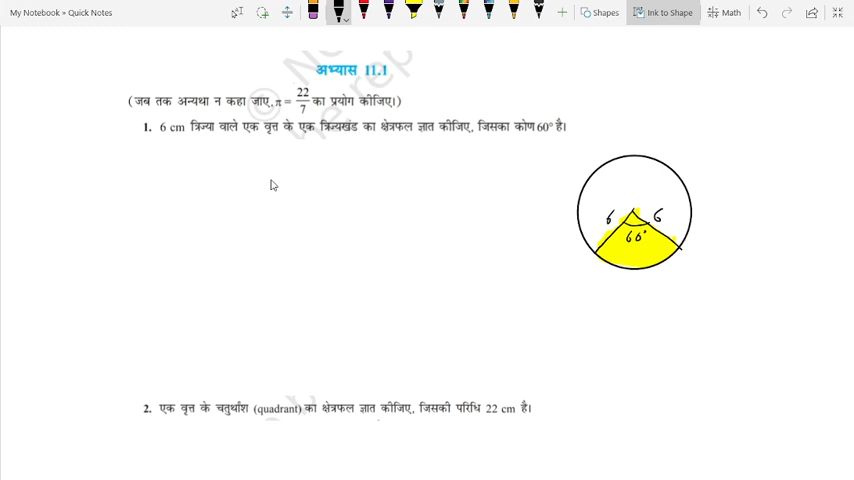 My Notebook » Quick Notes
Shapes
Ink to Shape
Math
अभ्यास 11.1
(जब तक अन्यथा न कहा जाए, π = 22/7 का प्रयोग कीजिए।)
1. 6 cm त्रिज्या वाले एक वृत्त के एक त्रिज्यखंड का क्षेत्रफल ज्ञात कीजिए, जिसका कोण 60° है।
6 6
60°
2. एक वृत्त के चतुर्थांश (quadrant) का क्षेत्रफल ज्ञात कीजिए, जिसकी परिधि 22 cm है।